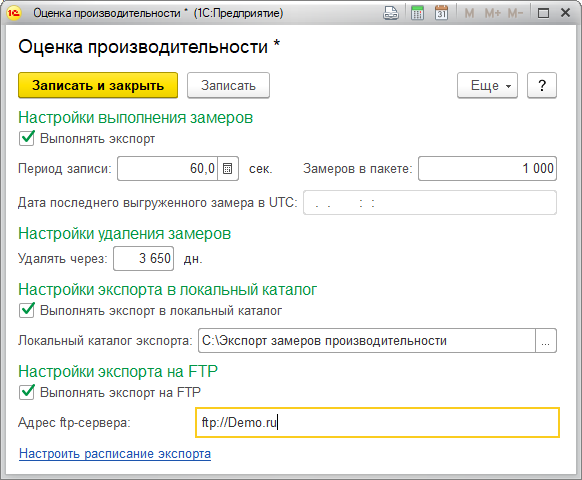 Оценка производительности * (1С:Предприятие)
31 M M+ M-
Оценка производительности *
Записать и закрыть Записать Еще ?
Настройки выполнения замеров
Выполнять экспорт
Период записи: 60,0 сек. Замеров в пакете: 1 000
Дата последнего выгруженного замера в UTC: . . : :
Настройки удаления замеров
Удалять через: 3 650 дн.
Настройки экспорта в локальный каталог
Выполнять экспорт в локальный каталог
Локальный каталог экспорта: C:\Экспорт замеров производительности ...
Настройки экспорта на FTP
Выполнять экспорт на FTP
Адрес ftp-сервера: ftp://Demo.ru
Настроить расписание экспорта